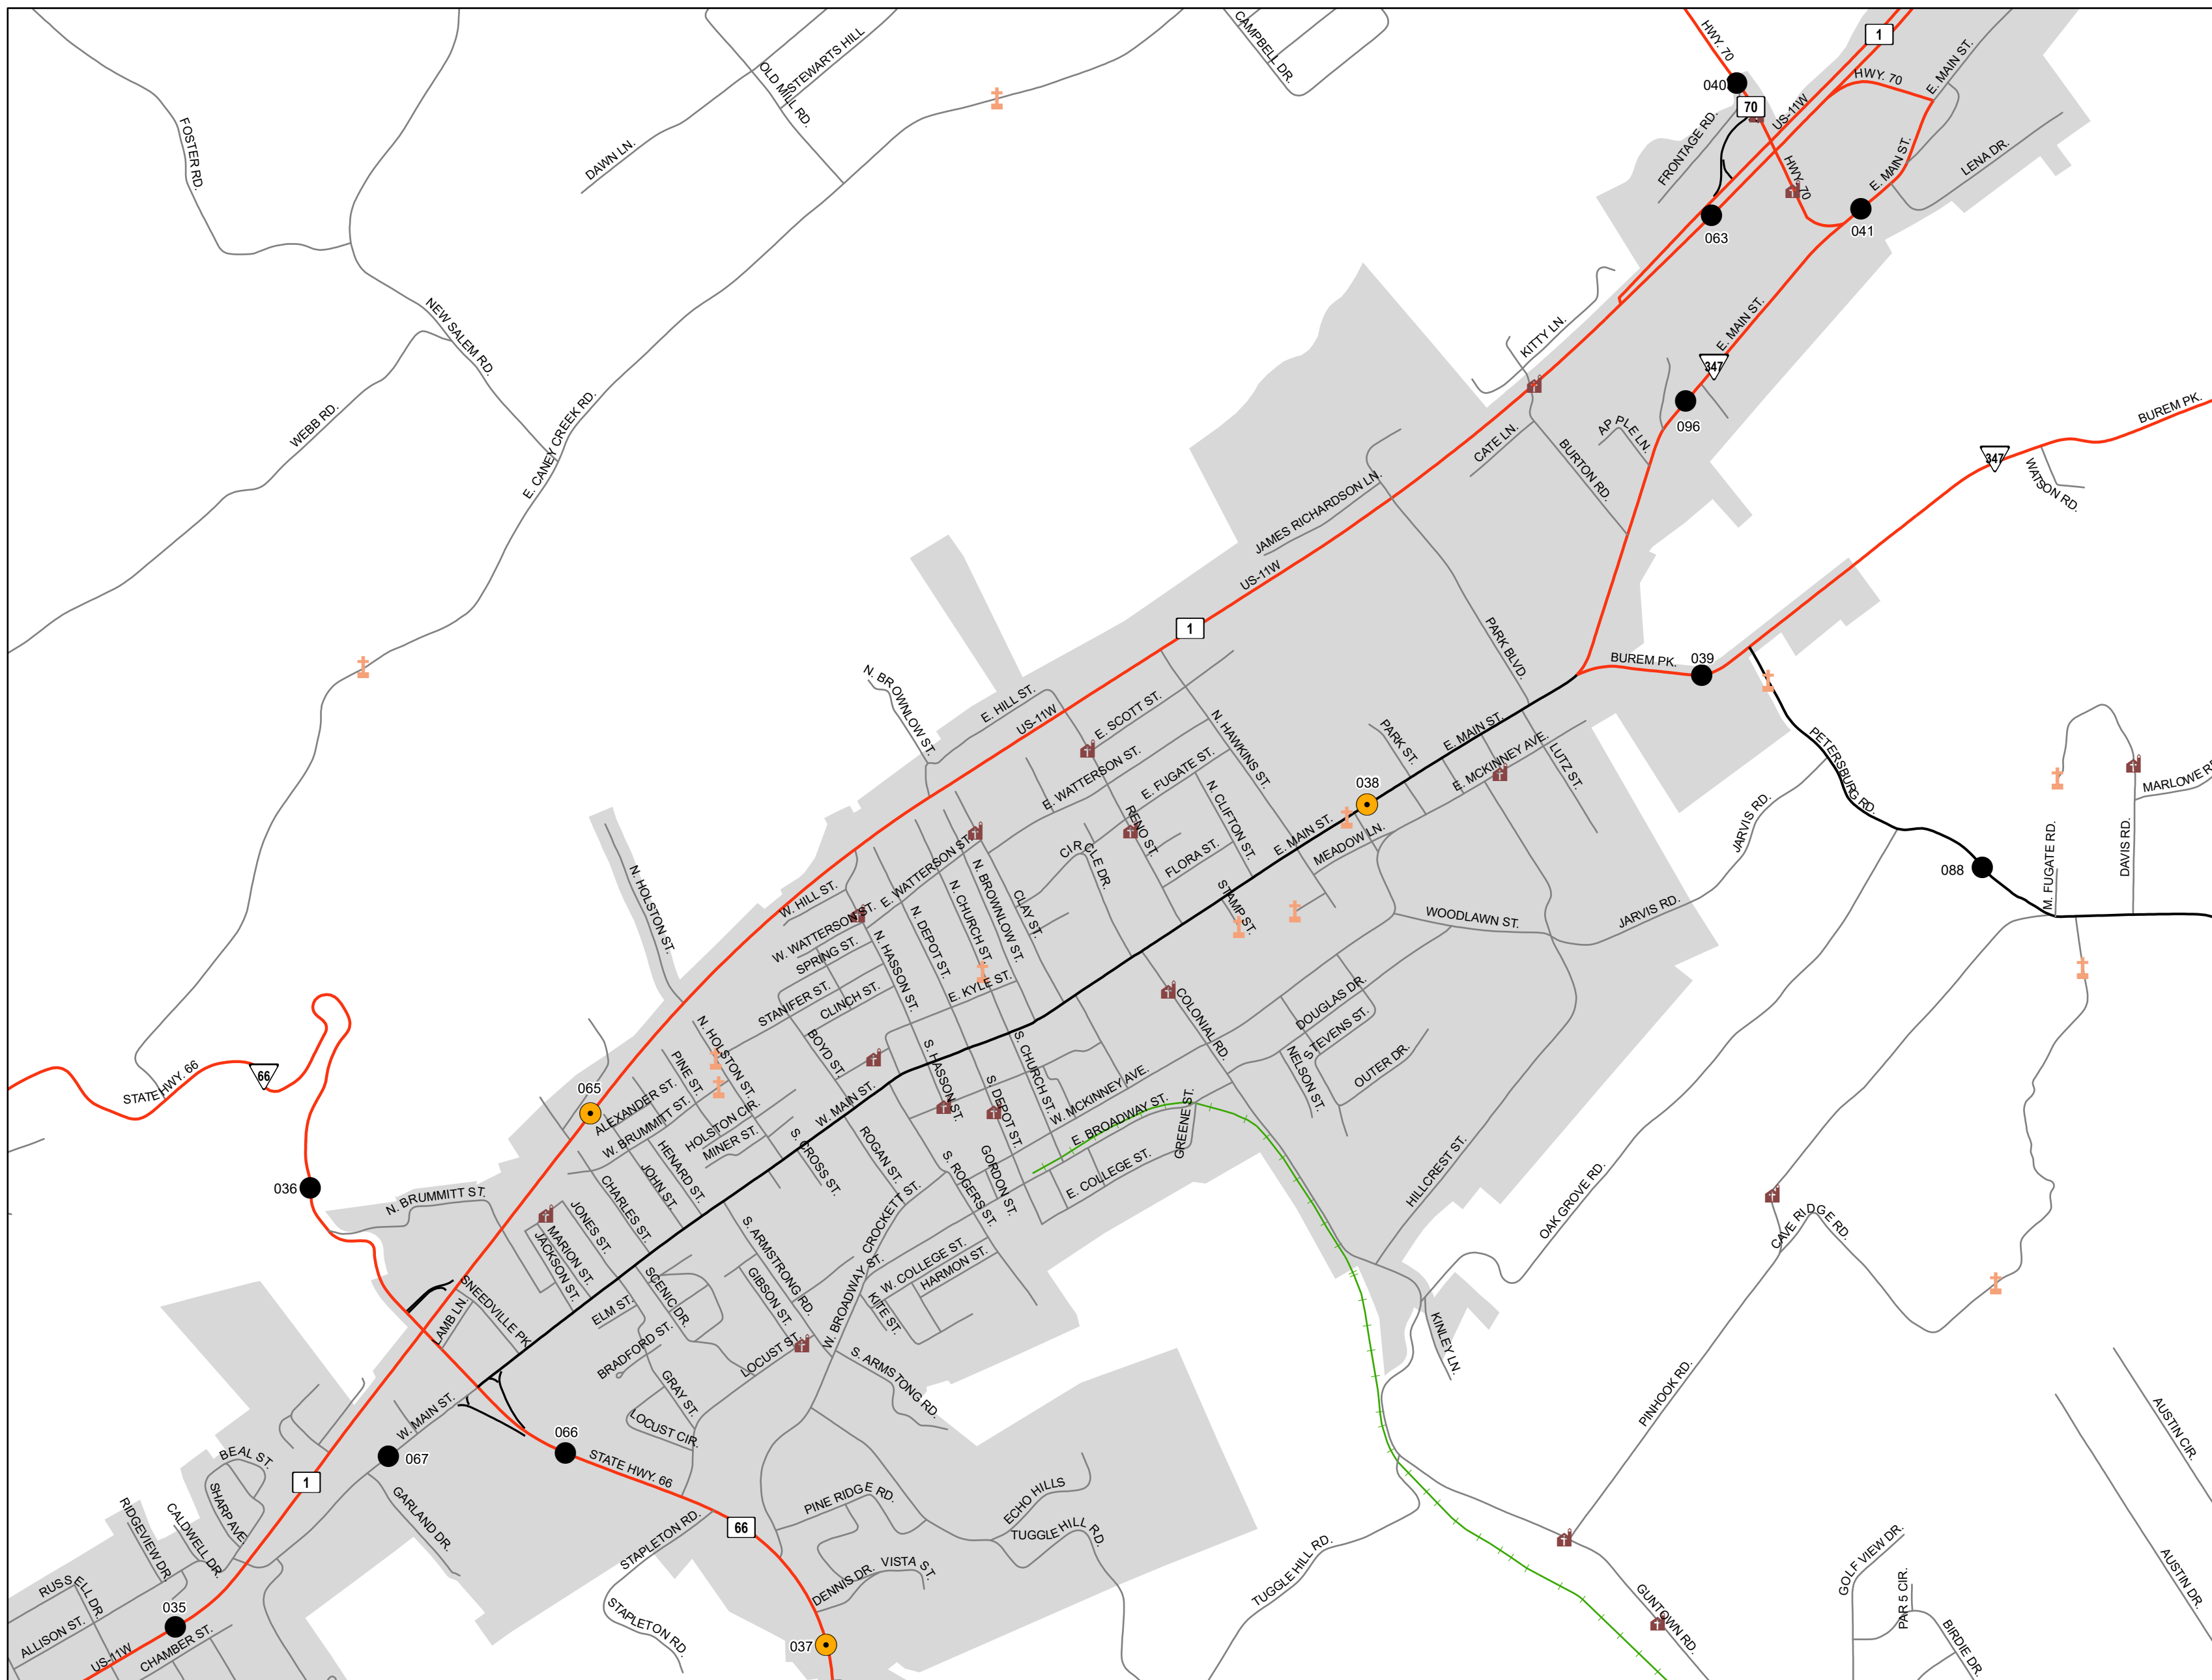 CAMPBELL DR.
STEWARTS HILL
OLD MILL RD.
DAWN LN.
FOSTER RD.
HWY. 70
1
E. MAIN ST.
HWY. 70
040
70
US-11W
FRONTAGE RD.
HWY. 70
E. MAIN ST.
LENA DR.
063
041
NEW SALEM RD.
WEBB RD.
E. CANEY CREEK RD.
KITTY LN.
E. MAIN ST.
347
096
APPLE LN.
CATE LN.
BURTON RD.
BUREM PK.
347
WATSON RD.
JAMES RICHARDSON LN.
US-11W
1
PARK BLVD.
BUREM PK.
039
N. BROWNLOW ST.
E. HILL ST.
US-11W
E. SCOTT ST.
N. HAWKINS ST.
PARK ST.
E. MAIN ST.
E. MCKINNEY AVE.
LUTZ ST.
PETERSBURG RD.
E. WATTERSON ST.
E. FUGATE ST.
N. CLIFTON ST.
038
MARLOWE R
JARVIS RD.
RENO ST.
E. MAIN ST.
MEADOW LN.
CIRCLE DR.
FLORA ST.
088
M. FUGATE RD.
DAVIS RD.
N. HOLSTON ST.
W. HILL ST.
E. WATTERSON ST.
N. BROWNLOW ST.
CLAY ST.
STAMP ST.
WOODLAWN ST.
JARVIS RD.
W. WATTERSON ST.
SPRING ST.
N. HASSON ST.
N. DEPOT ST.
N. CHURCH ST.
STANIFER ST.
CLINCH ST.
E. KYLE ST.
COLONIAL RD.
DOUGLAS DR.
STEVENS ST.
STATE HWY. 66
66
N. HOLSTON ST.
PINE ST.
BOYD ST.
S. HASSON ST.
S. CHURCH ST.
NELSON ST.
OUTER DR.
065
ALEXANDER ST.
W. BRUMMITT ST.
HOLSTON CIR.
MINER ST.
W. MAIN ST.
S. DEPOT ST.
W. MCKINNEY AVE.
E. BROADWAY ST.
GREENE ST.
036
N. BRUMMITT ST.
HENARD ST.
JOHN ST.
CHARLES ST.
S. CROSS ST.
ROGAN ST.
S. ROGERS ST.
GORDON ST.
E. COLLEGE ST.
HILLCREST ST.
OAK GROVE RD.
CAVE RIDGE RD.
JONES ST.
MARION ST.
JACKSON ST.
S. ARMSTRONG RD.
CROCKETT ST.
W. COLLEGE ST.
HARMON ST.
SNEEDVILLE PK
LAMB LN.
ELM ST.
SCENIC DR.
GIBSON ST.
W. BROADWAY ST.
KITE ST.
KINLEY LN.
BRADFORD ST.
LOCUST ST.
S. ARMSTONG RD.
GRAY ST.
PINHOOK RD.
AUSTIN CIR.
W. MAIN ST.
LOCUST CIR.
066
067
STATE HWY. 66
BEAL ST.
SHARP AVE
1
GARLAND DR.
PINE RIDGE RD.
ECHO HILLS
TUGGLE HILL RD.
66
STAPLETON RD.
RIDGEVIEW DR.
CALDWELL DR.
DENNIS DR.
VISTA ST.
TUGGLE HILL RD.
GOLF VIEW DR.
PAR 5 CIR.
AUSTIN DR.
RUSSELL DR.
035
ALLISON ST.
US-11W
CHAMBER ST.
STAPLETON RD.
037
GUNTOWN RD.
BIRDIE DR.